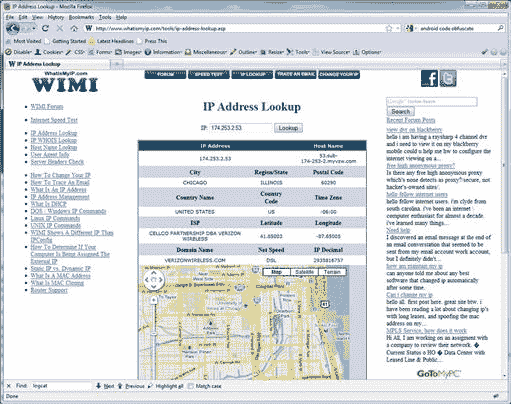 IP Address Lookup - Mozilla Firefox
File Edit View History Bookmarks Tools Help
http://www.whatismyip.com/tools/ip-address-lookup.asp
android code obfuscate
Most Visited Getting Started Latest Headlines This Post
Disable Cookies CSS Forms Images Information Miscellaneous Outline Resize Tools View Source Options
IP Address Lookup
WhatIsMyIP.com
WIMI
FORUM SPEED TEST IP LOOKUP TRACE AN EMAIL CHANGE YOUR IP
WIMI Forum
Internet Speed Test
IP Address Lookup
IP WHOIS Lookup
Host Name Lookup
User Agent Info
Server Headers Check
How To Change Your IP
How To Trace An Email
What Is An IP Address
IP Address Management
What Is DHCP
DOS - Windows IP Commands
Linux IP Commands
UNIX IP Commands
WIMI Shows A Different IP Than
IPConfig
How To Determine If Your
Computer Is Being Assigned The
External IP
Static IP vs. Dynamic IP
What Is A MAC Address
What Is MAC Cloning
Router Support
IP Address Lookup
IP: 174.253.2.53 Lookup
IP Address Host Name
174.253.2.53
53.sub-
174-253-2.myvzw.com
City Region/State Postal Code
CHICAGO ILLINOIS 60290
Country Name Country Code Time Zone
UNITED STATES US -06:00
ISP Latitude Longitude
CELLCO PARTNERSHIP DBA VERIZON
WIRELESS
Domain Name Net Speed IP Decimal
VERIZONWIRELESS.COM DSL 2935816757
Map Satellite Terrain
Search
Recent Forum Posts
view dvr on blackberry
hello i am having a raysharp 4 channel dvr
and i need to view it on my blackberry
mobile could u help me bw configure the
internet viewing on a...
free high anonymous proxy?
Is there any free high anonymous proxy
which's none detects as proxy? secure, not
hacker's-owned sites/.
hello fellow internet users
hello fellow internet users. i'm clyde from
south carolina. i've been an internet \
computer enthusiast for almost a decade.
i've learned many things...
Need help
I discovered an email message at the end of
an email conversation that seemed to be
sent from my email work account account,
but I definitely didn't...
how am maintain my ip
can anyone told me about any best
software that changed ip automatically
after some time.
Can i change my ip
hello all. first post here, great site btw. i
have been reading a lot about changing ip's
with long leases, and spoofing the mac
address on my...
MPLS Service, how does it work
Hi All, I am working on an assigment with
s company to review their network.
Current Status o HO Data Center with
Leased Line & Public...
GoToMyPC
Find: logcat Next Previous Highlight all Match case
Done